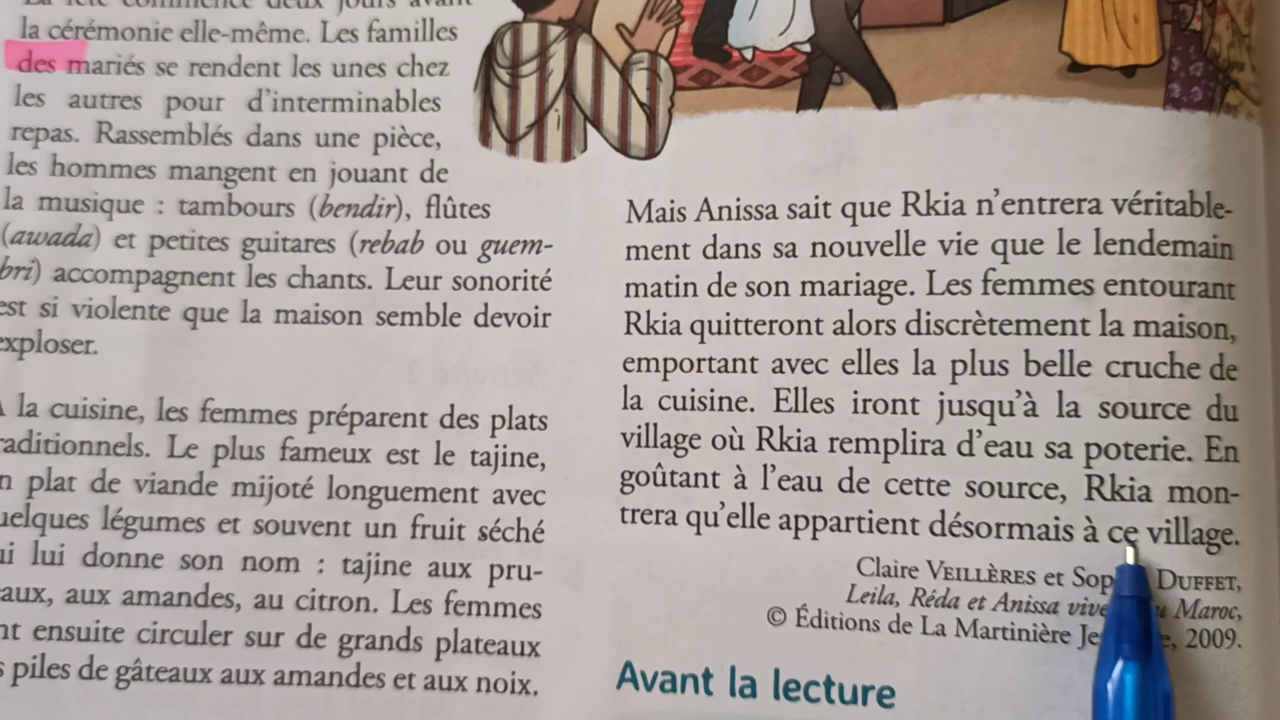 la cérémonie elle-même. Les familles
des mariés se rendent les unes chez
les autres pour d'interminables
repas. Rassemblés dans une pièce,
les hommes mangent en jouant de
la musique : tambours (bendir), flûtes
(awada) et petites guitares (rebab ou guem-
bri) accompagnent les chants. Leur sonorité
est si violente que la maison semble devoir
exploser.
la cuisine, les femmes préparent des plats
raditionnels. Le plus fameux est le tajine,
n plat de viande mijoté longuement avec
uelques légumes et souvent un fruit séché
ui lui donne son nom : tajine aux pru-
aux, aux amandes, au citron. Les femmes
nt ensuite circuler sur de grands plateaux
s piles de gâteaux aux amandes et aux noix.
Mais Anissa sait que Rkia n'entrera véritable-
ment dans sa nouvelle vie que le lendemain
matin de son mariage. Les femmes entourant
Rkia quitteront alors discrètement la maison,
emportant avec elles la plus belle cruche de
la cuisine. Elles iront jusqu'à la source du
village où Rkia remplira d'eau sa poterie. En
goûtant à l'eau de cette source, Rkia mon-
trera qu'elle appartient désormais à ce village.
Claire VEILLÈRES et Sop DUFFET,
Leila, Réda et Anissa vive u Maroc,
© Éditions de La Martinière Je e, 2009.
Avant la lecture